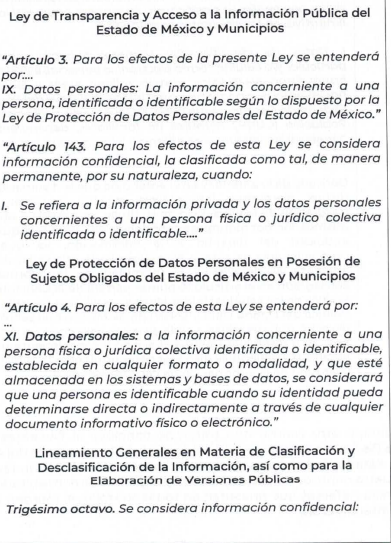 Ley de Transparencia y Acceso a la Información Pública del
Estado de México y Municipios
“Artículo 3. Para los efectos de la presente Ley se entenderá
por:...
IX. Datos personales: La información concerniente a una
persona, identificada o identificable según lo dispuesto por la
Ley de Protección de Datos Personales del Estado de México.”
“Artículo 143. Para los efectos de esta Ley se considera
información confidencial, la clasificada como tal, de manera
permanente, por su naturaleza, cuando:
I. Se refiera a la información privada y los datos personales
concernientes a una persona física o jurídico colectiva
identificada o identificable....”
Ley de Protección de Datos Personales en Posesión de
Sujetos Obligados del Estado de México y Municipios
“Artículo 4. Para los efectos de esta Ley se entenderá por:
...
XI. Datos personales: a la información concerniente a una
persona física o jurídica colectiva identificada o identificable,
establecida en cualquier formato o modalidad, y que esté
almacenada en los sistemas y bases de datos, se considerará
que una persona es identificable cuando su identidad pueda
determinarse directa o indirectamente a través de cualquier
documento informativo físico o electrónico.”
Lineamiento Generales en Materia de Clasificación y
Desclasificación de la Información, así como para la
Elaboración de Versiones Públicas
Trigésimo octavo. Se considera información confidencial: